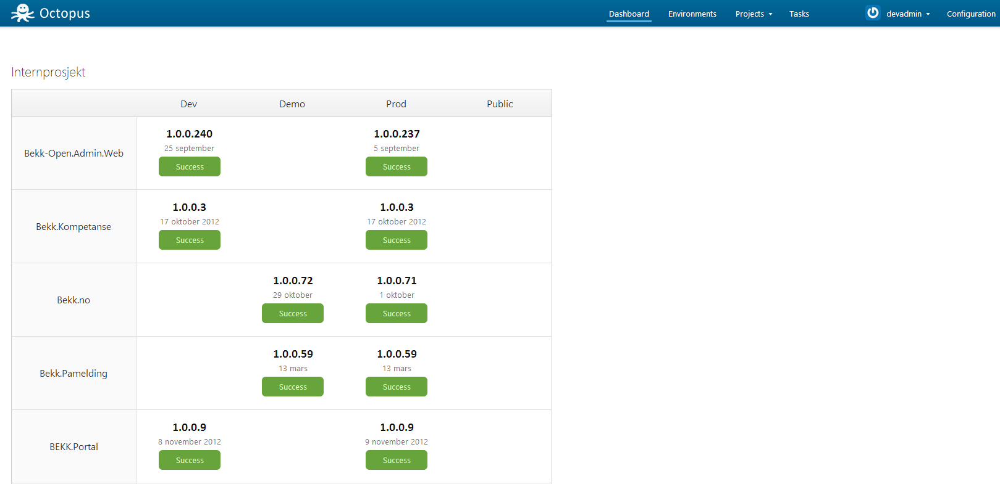 Octopus
Dashboard Environments Projects Tasks devadmin Configuration
Internprosjekt
Dev Demo Prod Public
Bekk-Open.Admin.Web
1.0.0.240
25 september
Success
1.0.0.237
5 september
Success
Bekk.Kompetanse
1.0.0.3
17 oktober 2012
Success
1.0.0.3
17 oktober 2012
Success
Bekk.no
1.0.0.72
29 oktober
Success
1.0.0.71
1 oktober
Success
Bekk.Pamelding
1.0.0.59
13 mars
Success
1.0.0.59
13 mars
Success
BEKK.Portal
1.0.0.9
8 november 2012
Success
1.0.0.9
9 november 2012
Success